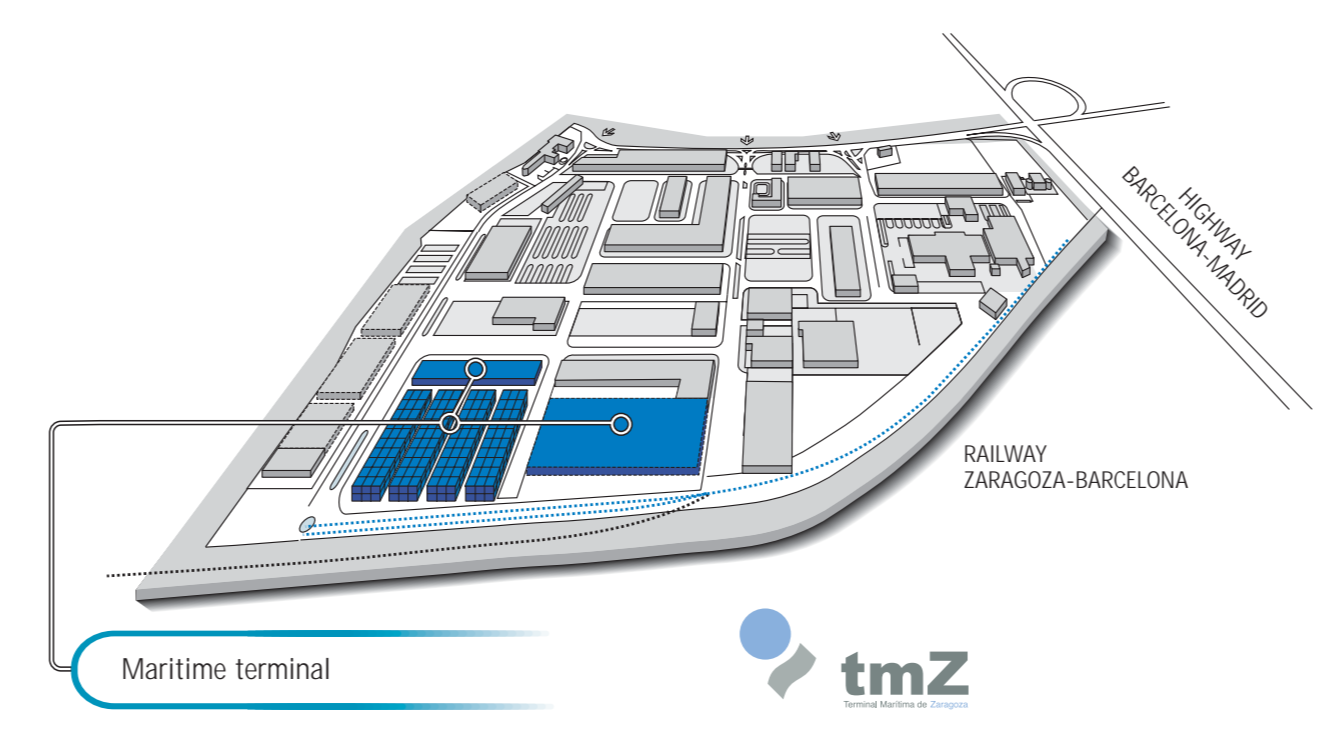 HIGHWAY
BARCELONA-MADRID
RAILWAY
ZARAGOZA-BARCELONA
Maritime terminal
tmZ
Terminal Marítima de Zaragoza